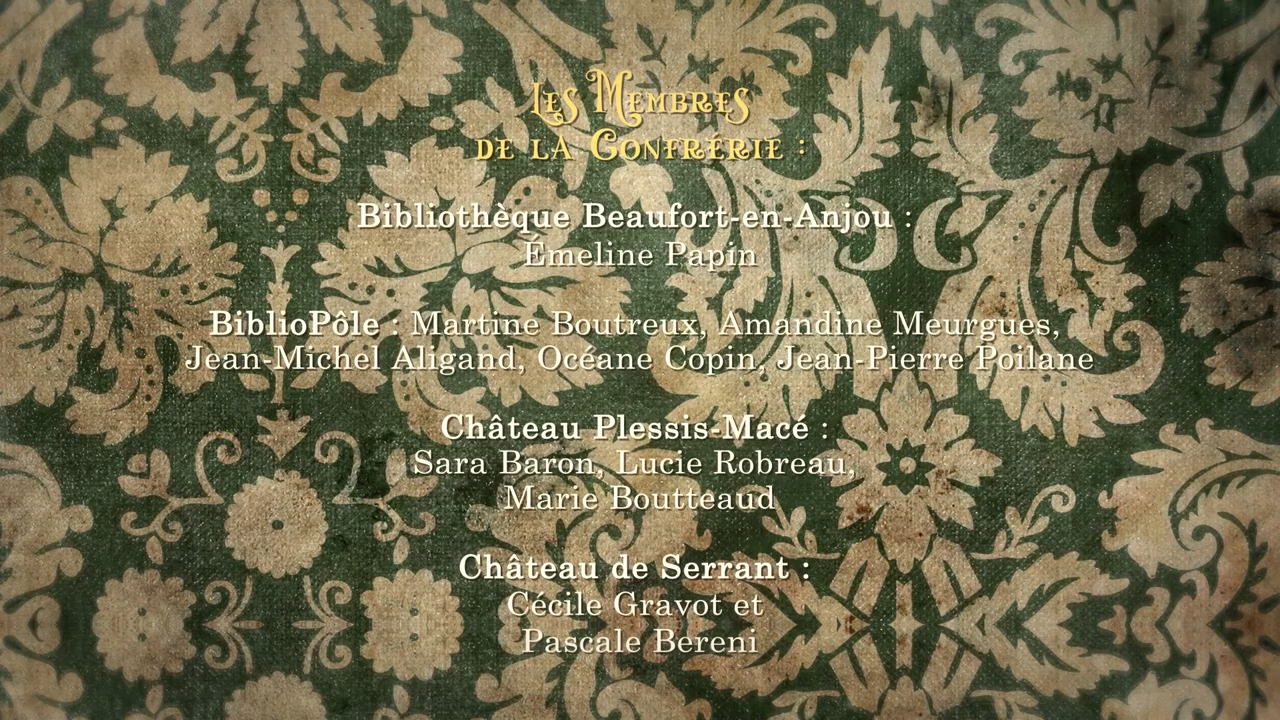 Les Membres
de la Confrérie :
Bibliothèque Beaufort-en-Anjou :
Émeline Papin
BiblioPôle : Martine Boutreux, Amandine Meurgues,
Jean-Michel Aligand, Océane Copin, Jean-Pierre Poilane
Château Plessis-Macé :
Sara Baron, Lucie Robreau,
Marie Boutteaud
Château de Serrant :
Cécile Gravot et
Pascale Bereni